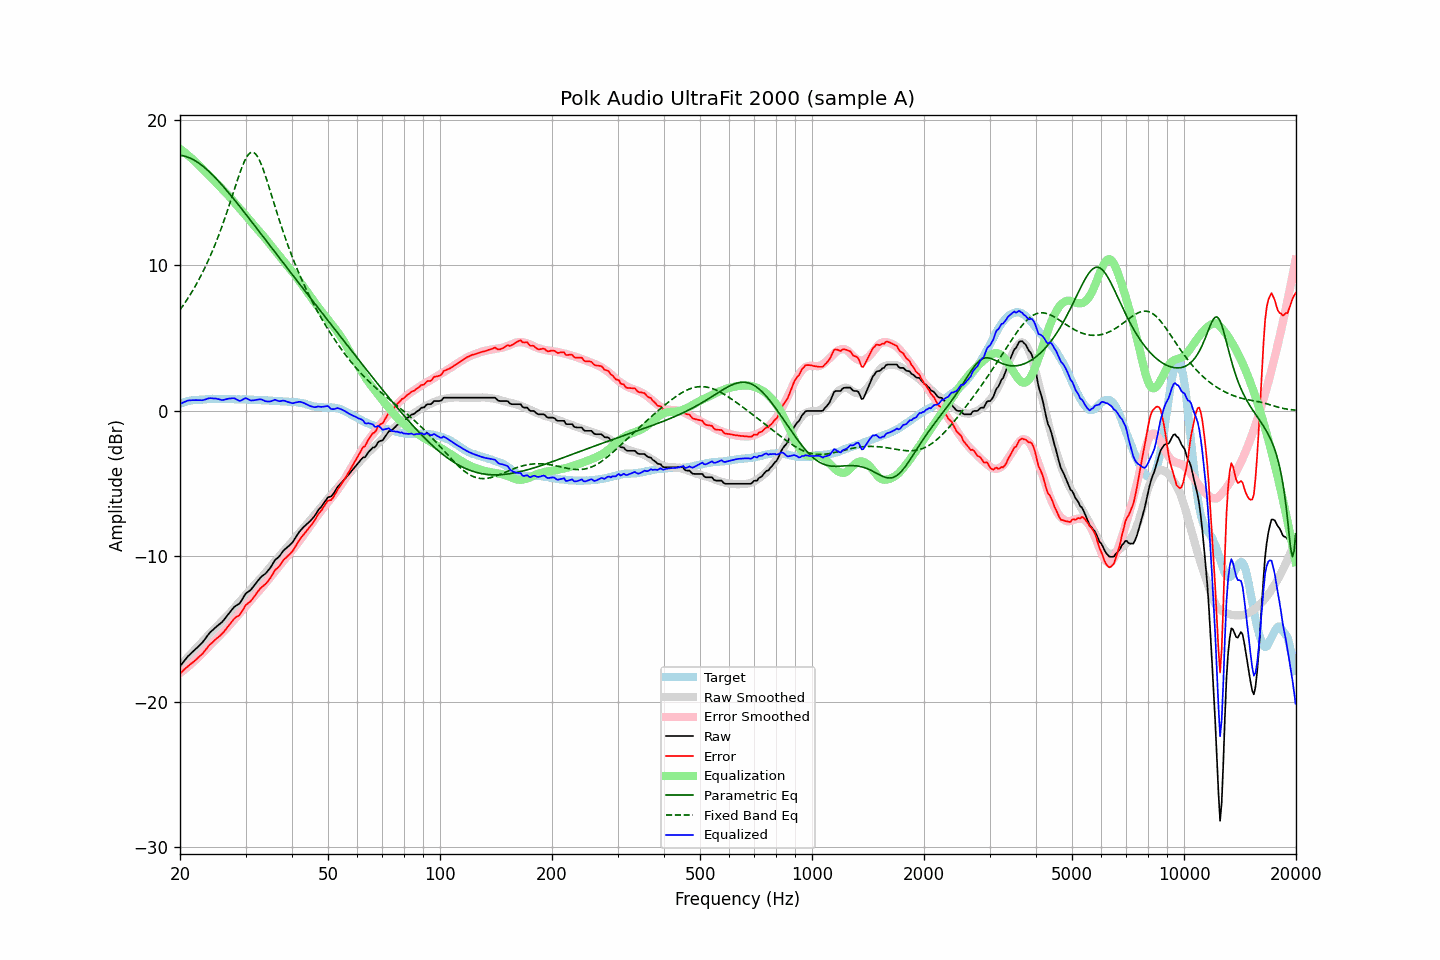 Polk Audio UltraFit 2000 (sample A)
20
10
0
−10
−20
−30
Amplitude (dBr)
Target
Raw Smoothed
Error Smoothed
Raw
Error
Equalization
Parametric Eq
Fixed Band Eq
Equalized
20 50 100 200 500 1000 2000 5000 10000 20000
Frequency (Hz)